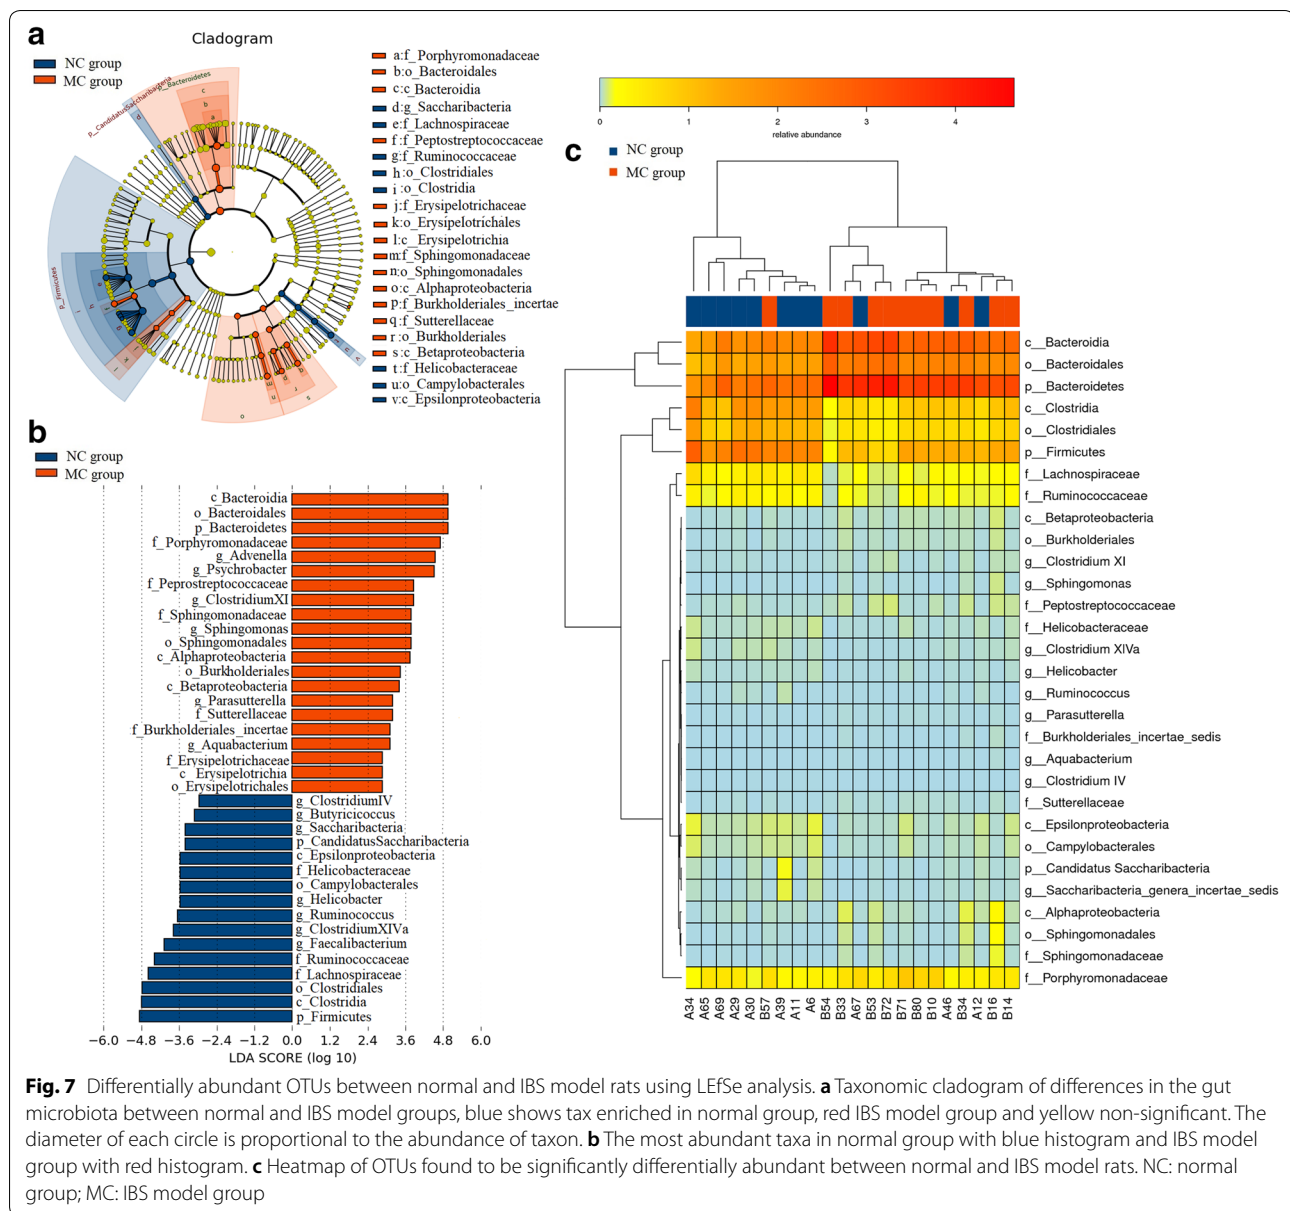 a
Cladogram
NC group
MC group
p__CandidatusSaccharibacteria
p__Bacteroidetes
p_Firmicutes
a:f_Porphyromonadaceae
b:o_Bacteroidales
c:c_Bacteroidia
d:g_Saccharibacteria
e:f_Lachnospiraceae
f:f_Peptostreptococcaceae
g:f_Ruminococcaceae
h:o_Clostridiales
i:o_Clostridia
j:f_Erysipelotrichaceae
k:o_Erysipelotrichales
l:c_Erysipelotrichia
m:f_Sphingomonadaceae
n:o_Sphingomonadales
o:c_Alphaproteobacteria
p:f_Burkholderiales_incertae
q:f_Sutterellaceae
r:o_Burkholderiales
s:c_Betaproteobacteria
t:f_Helicobacteraceae
u:o_Campylobacterales
v:c_Epsilonproteobacteria
b
NC group
MC group
c_Bacteroidia
o_Bacteroidales
p_Bacteroidetes
f_Porphyromonadaceae
g_Advenella
g_Psychrobacter
f_Peprostreptococcaceae
g_ClostridiumXI
f_Sphingomonadaceae
g_Sphingomonas
o_Sphingomonadales
c_Alphaproteobacteria
o_Burkholderiales
c_Betaproteobacteria
g_Parasutterella
f_Sutterellaceae
f_Burkholderiales_incertae
g_Aquabacterium
f_Erysipelotrichaceae
c_Erysipelotrichia
o_Erysipelotrichales
g_ClostridiumIV
g_Butyricicoccus
g_Saccharibacteria
p_CandidatusSaccharibacteria
c_Epsilonproteobacteria
f_Helicobacteraceae
o_Campylobacterales
g_Helicobacter
g_Ruminococcus
g_ClostridiumXIVa
g_Faecalibacterium
f_Ruminococcaceae
f_Lachnospiraceae
o_Clostridiales
c_Clostridia
p_Firmicutes
−6.0 −4.8 −3.6 −2.4 −1.2 0.0 1.2 2.4 3.6 4.8 6.0
LDA SCORE (log 10)
0 1 2 3 4
relative abundance
c
NC group
MC group
c__Bacteroidia
o__Bacteroidales
p__Bacteroidetes
c__Clostridia
o__Clostridiales
p__Firmicutes
f__Lachnospiraceae
f__Ruminococcaceae
c__Betaproteobacteria
o__Burkholderiales
g__Clostridium XI
g__Sphingomonas
f__Peptostreptococcaceae
f__Helicobacteraceae
g__Clostridium XIVa
g__Helicobacter
g__Ruminococcus
g__Parasutterella
f__Burkholderiales_incertae_sedis
g__Aquabacterium
g__Clostridium IV
f__Sutterellaceae
c__Epsilonproteobacteria
o__Campylobacterales
p__Candidatus Saccharibacteria
g__Saccharibacteria_genera_incertae_sedis
c__Alphaproteobacteria
o__Sphingomonadales
f__Sphingomonadaceae
f__Porphyromonadaceae
A34 A65 A69 A29 A30 B57 A39 A11 A6 B54 B33 A67 B53 B72 B71 B80 B10 A46 B34 A12 B16 B14
Fig. 7 Differentially abundant OTUs between normal and IBS model rats using LEfSe analysis. a Taxonomic cladogram of differences in the gut
microbiota between normal and IBS model groups, blue shows tax enriched in normal group, red IBS model group and yellow non-significant. The
diameter of each circle is proportional to the abundance of taxon. b The most abundant taxa in normal group with blue histogram and IBS model
group with red histogram. c Heatmap of OTUs found to be significantly differentially abundant between normal and IBS model rats. NC: normal
group; MC: IBS model group